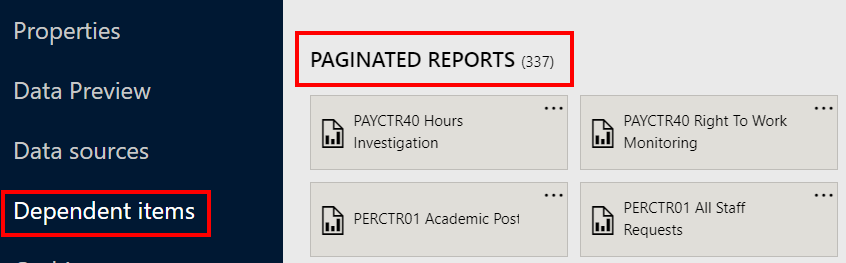 Properties
Data Preview
Data sources
Dependent items
PAGINATED REPORTS (337)
PAYCTR40 Hours
Investigation
PAYCTR40 Right To Work
Monitoring
PERCTR01 Academic Post
PERCTR01 All Staff
Requests